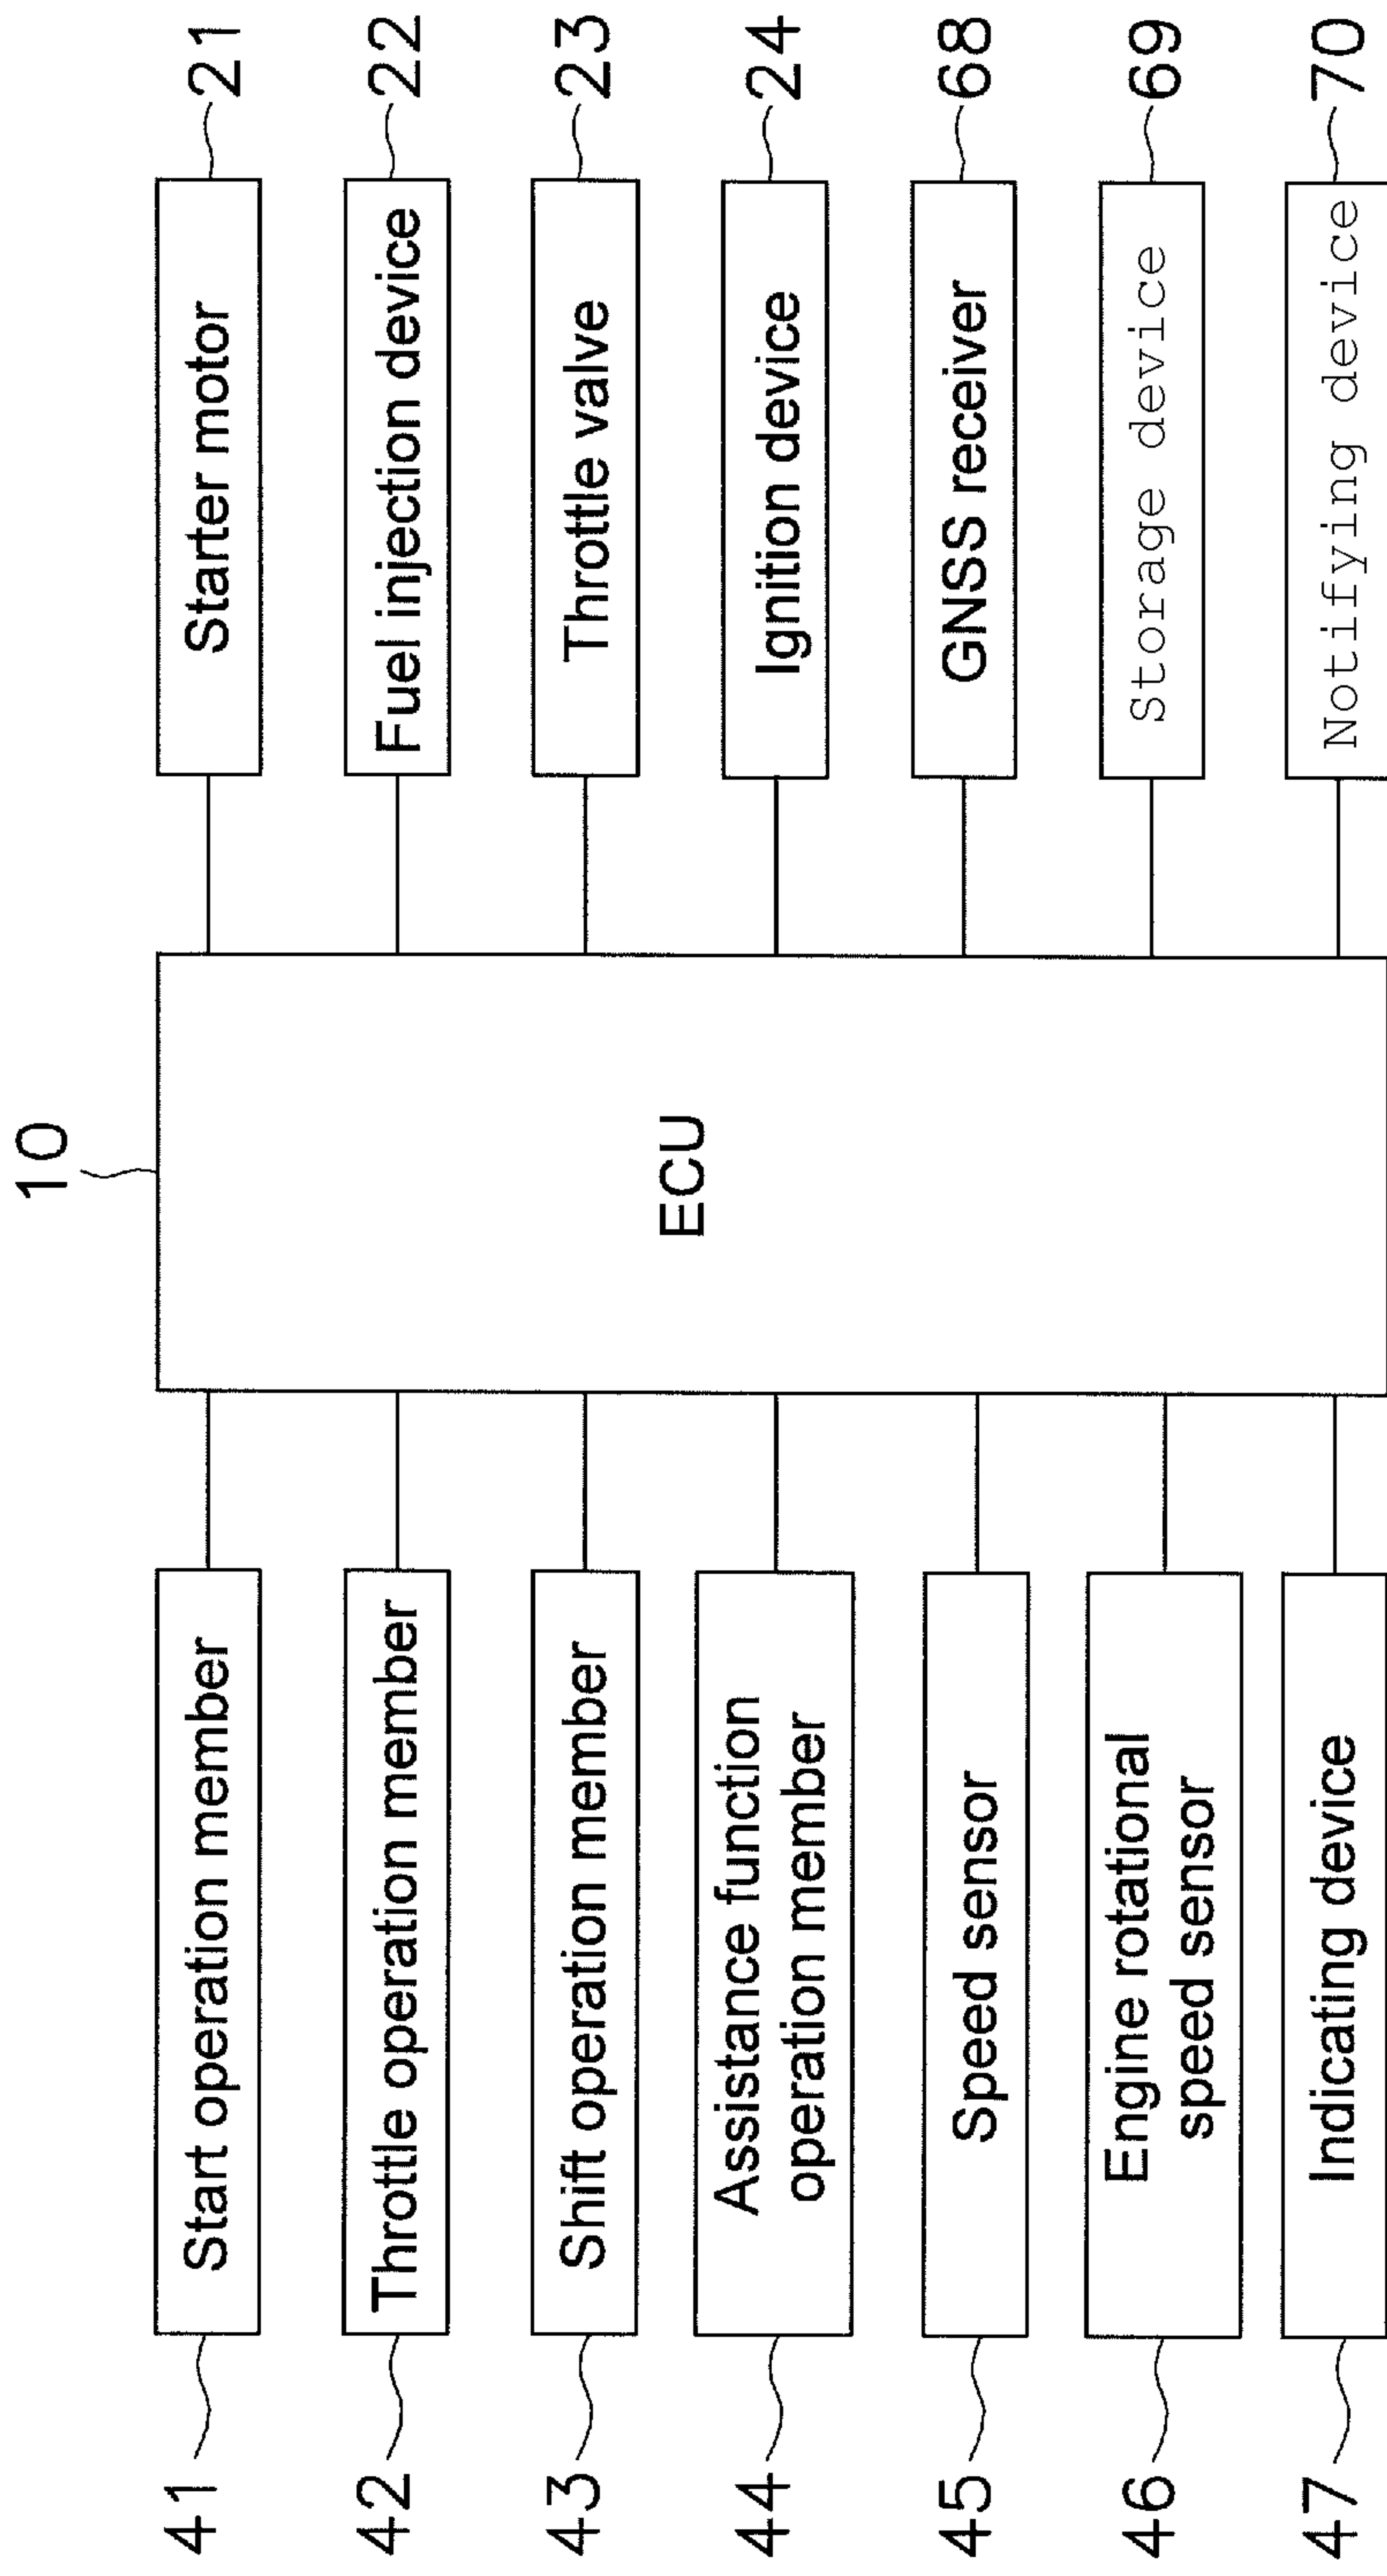 10
41
Start operation member
ECU
Starter motor
21
42
Throttle operation member
Fuel injection device
22
43
Shift operation member
Throttle valve
23
44
Assistance function
operation member
Ignition device
24
45
Speed sensor
GNSS receiver
68
46
Engine rotational
speed sensor
Storage device
69
47
Indicating device
Notifying device
70